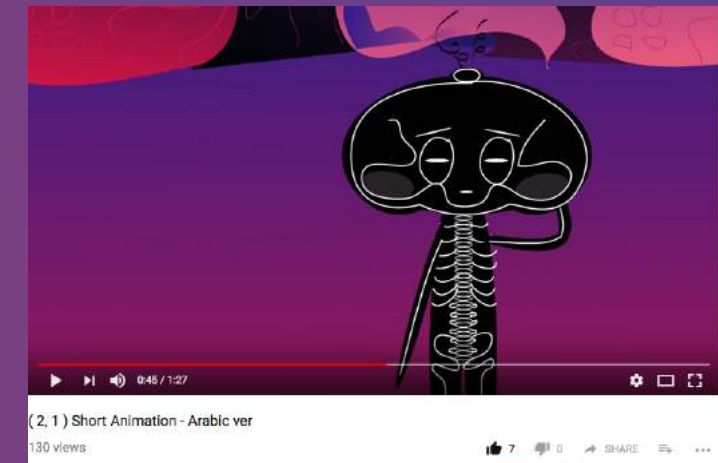 0:45 / 1:27
( 2, 1 ) Short Animation - Arabic ver
130 views
7 0 SHARE